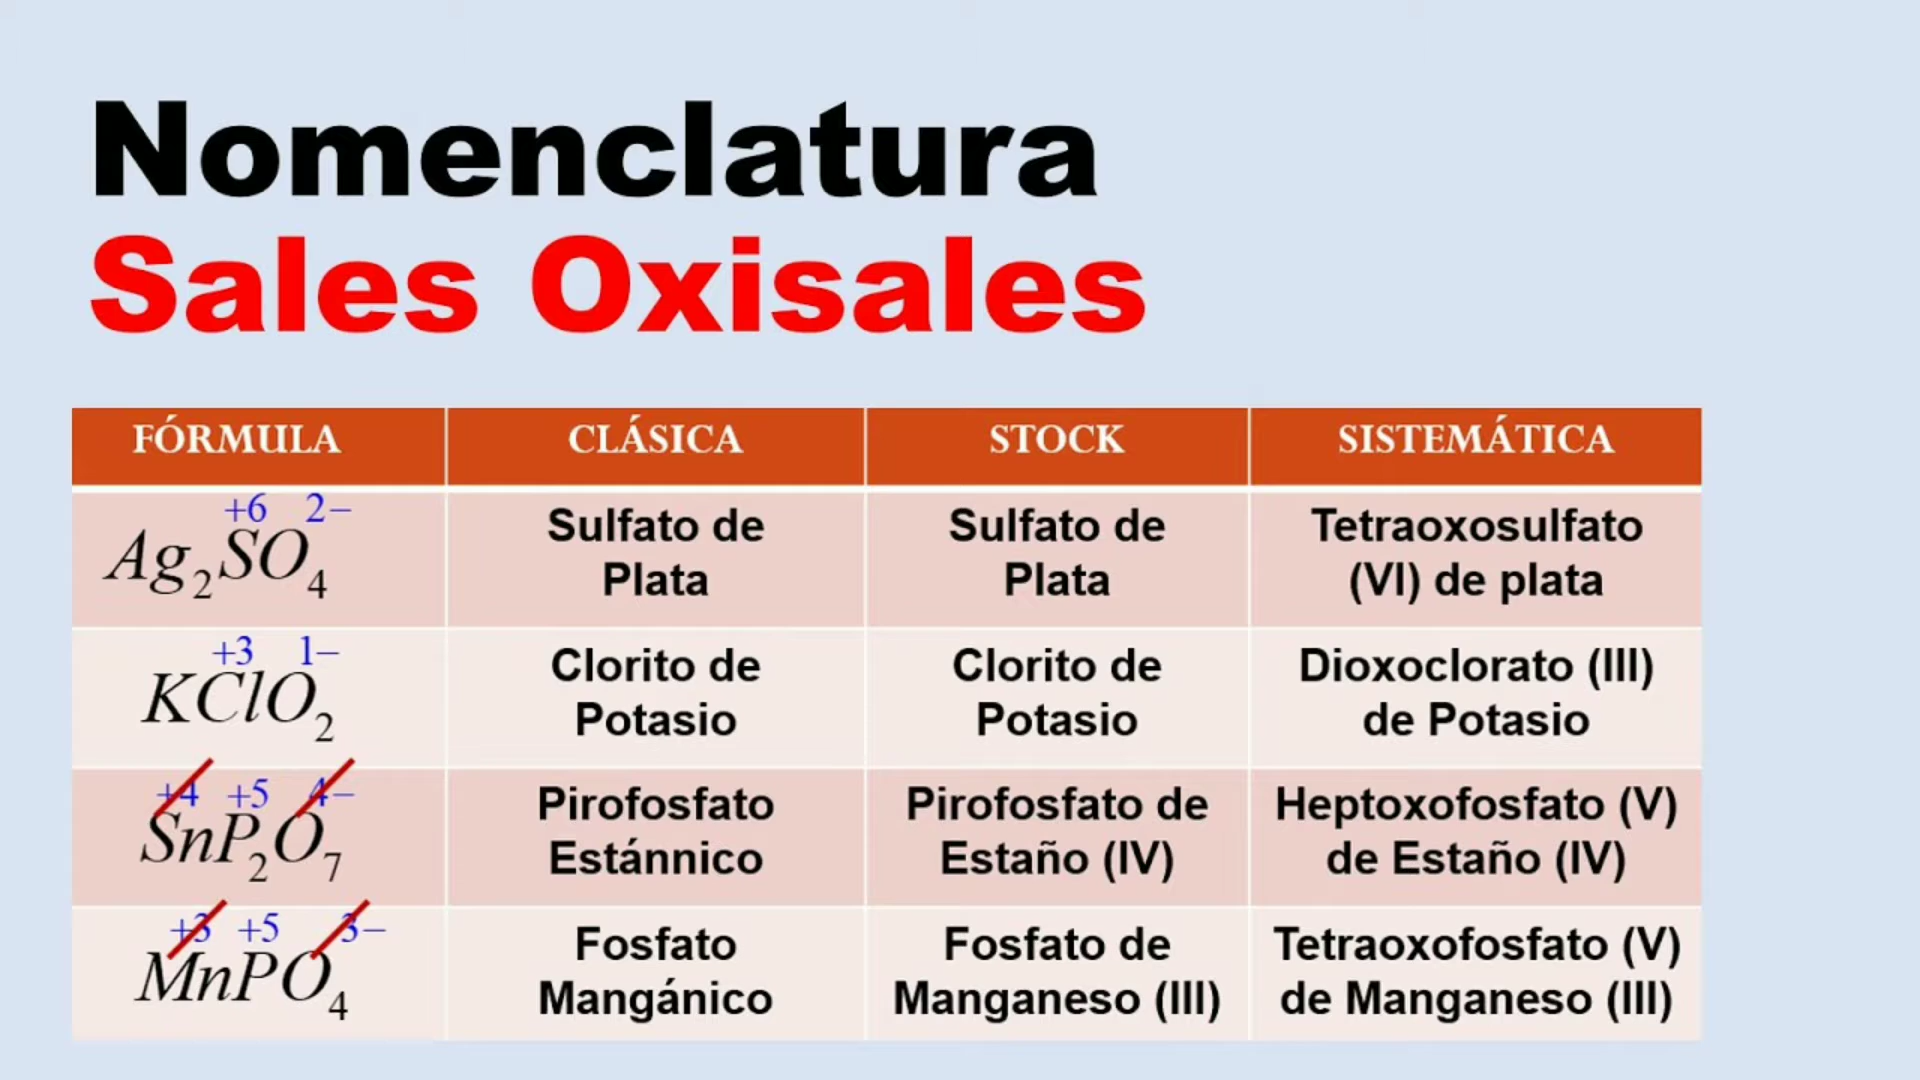 Nomenclatura
Sales Oxisales
FÓRMULA CLÁSICA STOCK SISTEMÁTICA
+6 2−
Ag₂SO₄
Sulfato de
Plata
Sulfato de
Plata
Tetraoxosulfato
(VI) de plata
+3 1−
KClO₂
Clorito de
Potasio
Clorito de
Potasio
Dioxoclorato (III)
de Potasio
+4 +5 4−
SnP₂O₇
Pirofosfato
Estánnico
Pirofosfato de
Estaño (IV)
Heptoxofosfato (V)
de Estaño (IV)
+3 +5 3−
MnPO₄
Fosfato
Mangánico
Fosfato de
Manganeso (III)
Tetraoxofosfato (V)
de Manganeso (III)